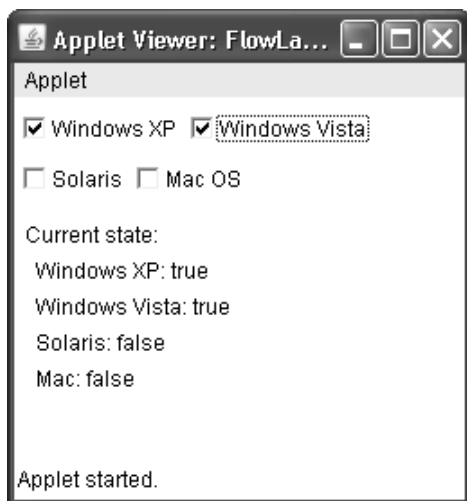 Applet Viewer: FlowLa...
Applet
Windows XP Windows Vista
Solaris Mac OS
Current state:
Windows XP: true
Windows Vista: true
Solaris: false
Mac: false
Applet started.